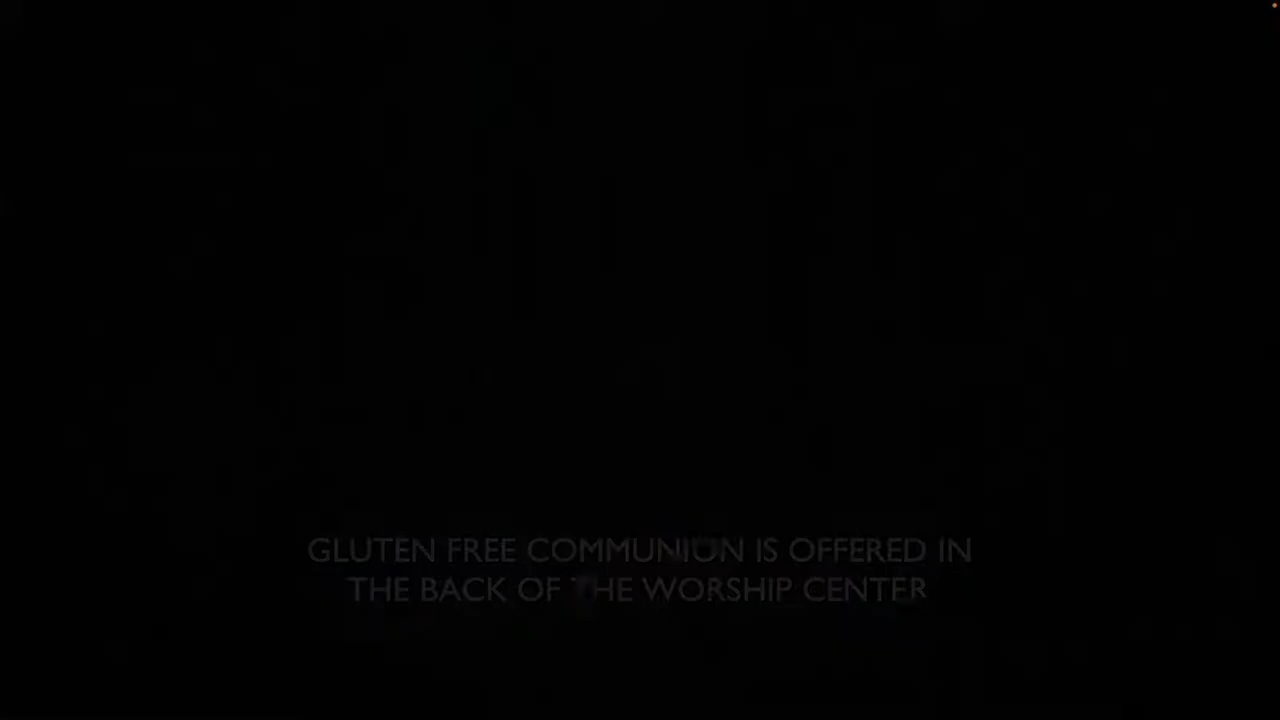 GLUTEN FREE COMMUNION IS OFFERED IN
THE BACK OF THE WORSHIP CENTER